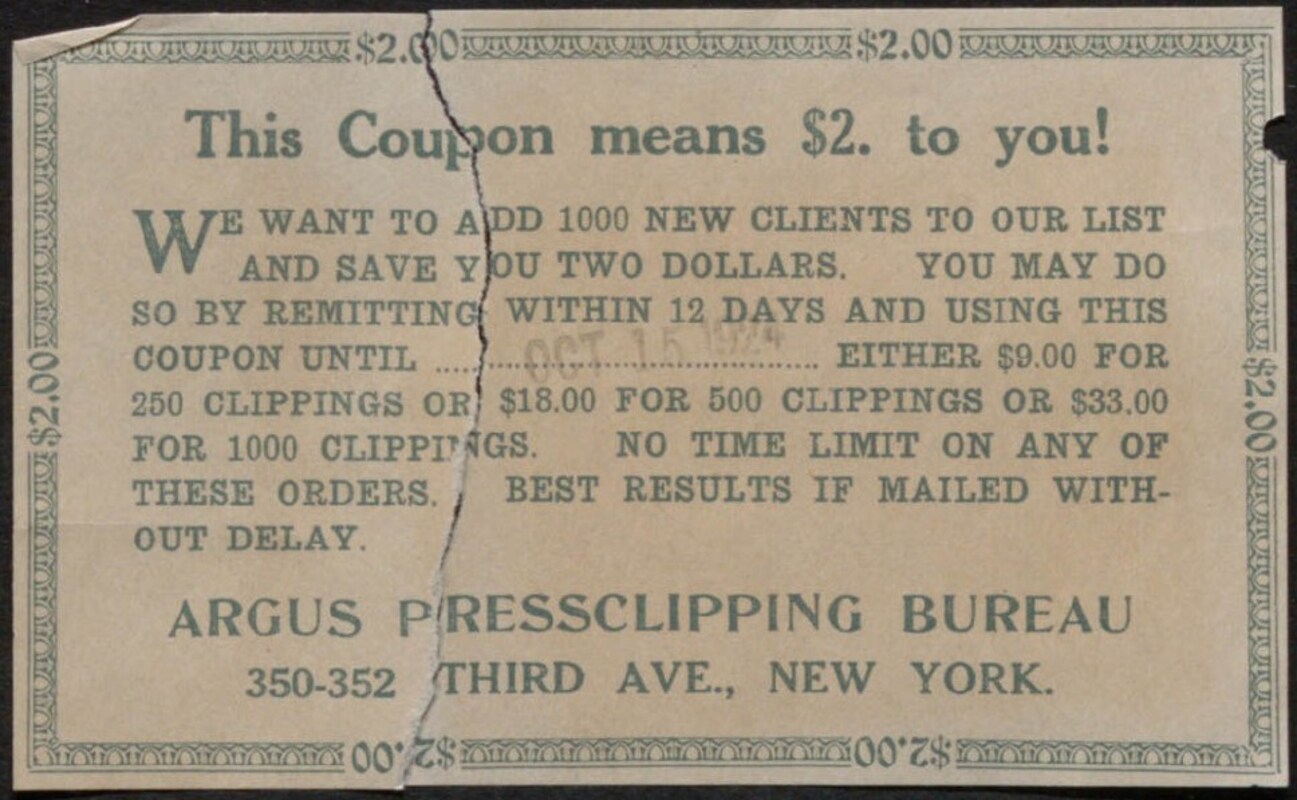 $2.00 $2.00
This Coupon means $2. to you!
WE WANT TO ADD 1000 NEW CLIENTS TO OUR LIST
AND SAVE YOU TWO DOLLARS. YOU MAY DO
SO BY REMITTING WITHIN 12 DAYS AND USING THIS
COUPON UNTIL OCT 15 1924 EITHER $9.00 FOR
250 CLIPPINGS OR $18.00 FOR 500 CLIPPINGS OR $33.00
FOR 1000 CLIPPINGS. NO TIME LIMIT ON ANY OF
THESE ORDERS. BEST RESULTS IF MAILED WITH-
OUT DELAY.
ARGUS PRESSCLIPPING BUREAU
350-352 THIRD AVE., NEW YORK.
$2.00
$2.00
$2.00 $2.00